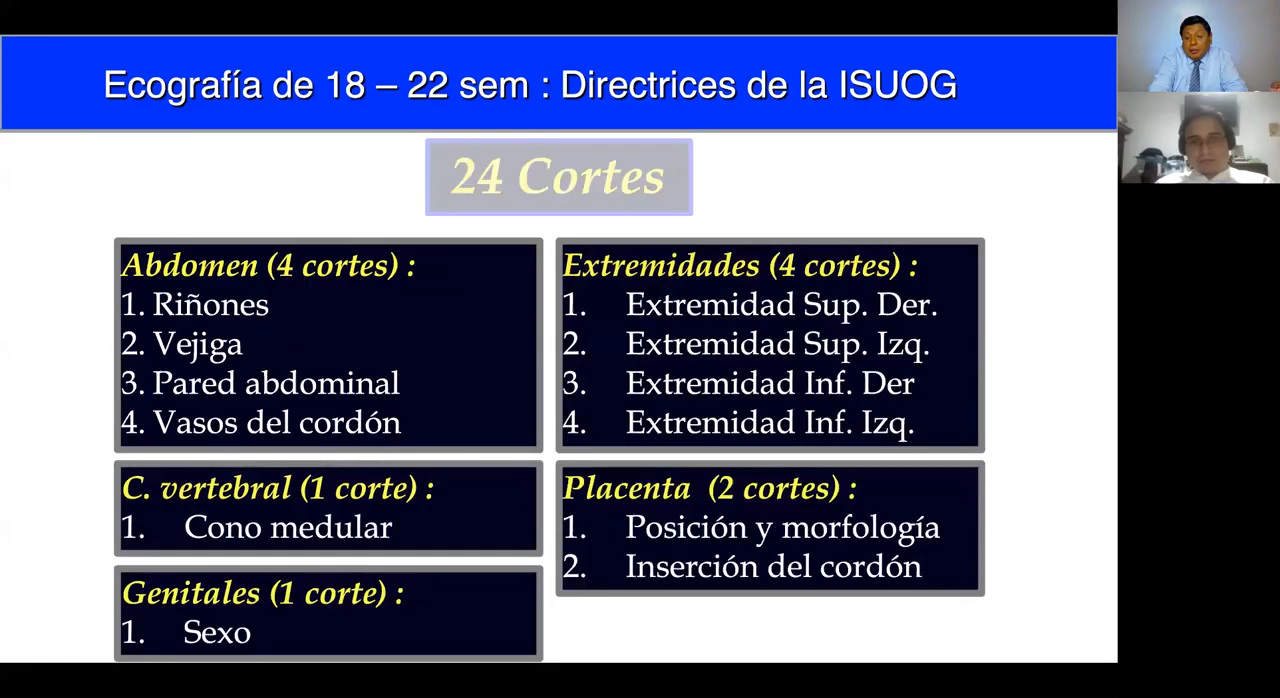 Ecografía de 18 – 22 sem : Directrices de la ISUOG
24 Cortes
Abdomen (4 cortes) :
1. Riñones
2. Vejiga
3. Pared abdominal
4. Vasos del cordón
C. vertebral (1 corte) :
1. Cono medular
Genitales (1 corte) :
1. Sexo
Extremidades (4 cortes) :
1. Extremidad Sup. Der.
2. Extremidad Sup. Izq.
3. Extremidad Inf. Der
4. Extremidad Inf. Izq.
Placenta (2 cortes) :
1. Posición y morfología
2. Inserción del cordón